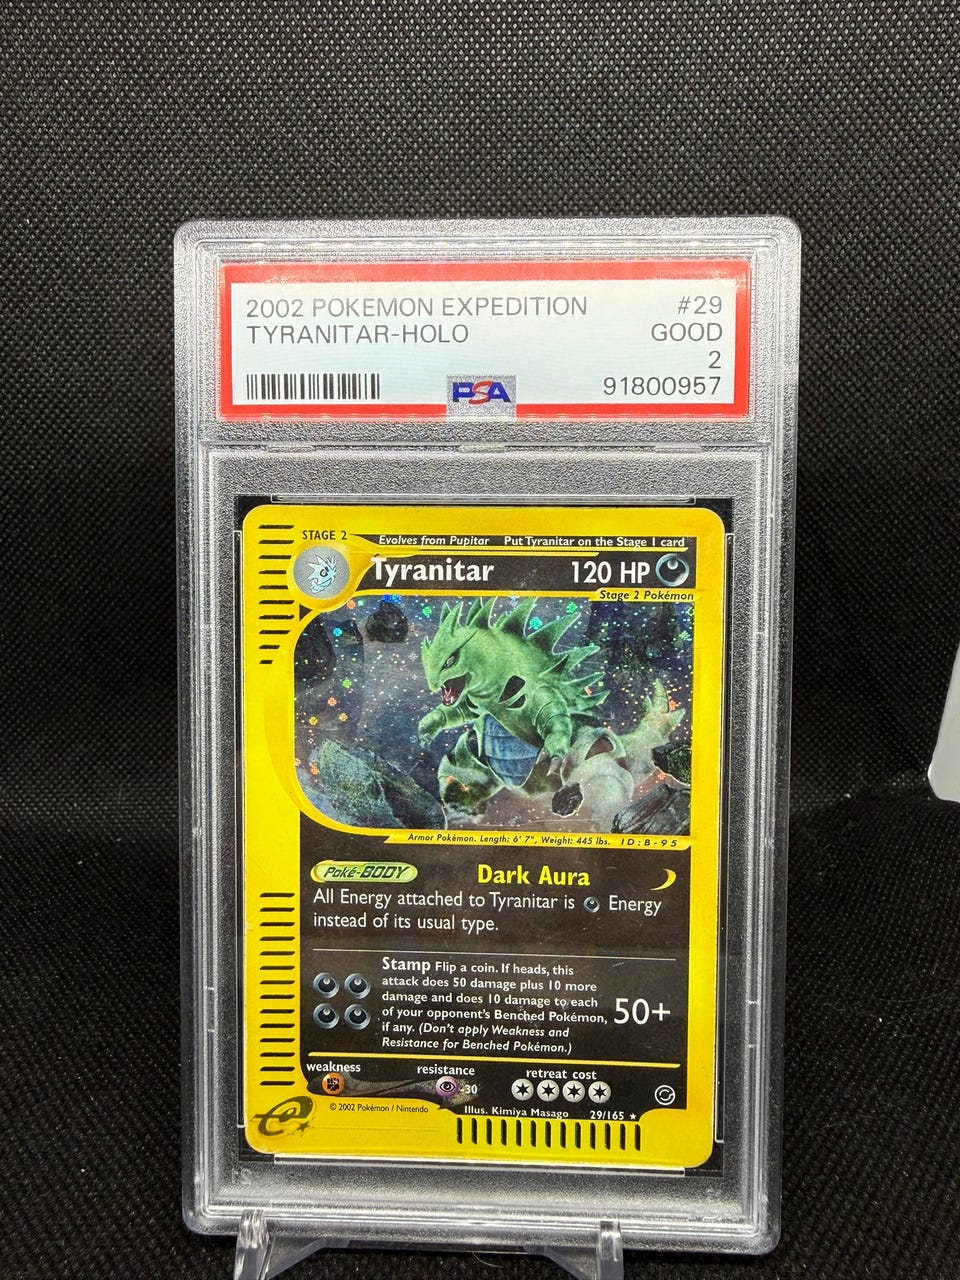 2002 POKEMON EXPEDITION #29
TYRANITAR-HOLO GOOD
2
PSA 91800957
STAGE 2 Evolves from Pupitar Put Tyranitar on the Stage 1 card
Tyranitar 120 HP
Stage 2 Pokémon
Armor Pokémon. Length: 6' 7", Weight: 445 lbs. ID:B-95
Poké-BODY Dark Aura
All Energy attached to Tyranitar is Energy
instead of its usual type.
Stamp Flip a coin. If heads, this
attack does 50 damage plus 10 more
damage and does 10 damage to each
of your opponent's Benched Pokémon, 50+
if any. (Don't apply Weakness and
Resistance for Benched Pokémon.)
weakness resistance retreat cost
-30
© 2002 Pokémon / Nintendo Illus. Kimiya Masago 29/165 ★
e